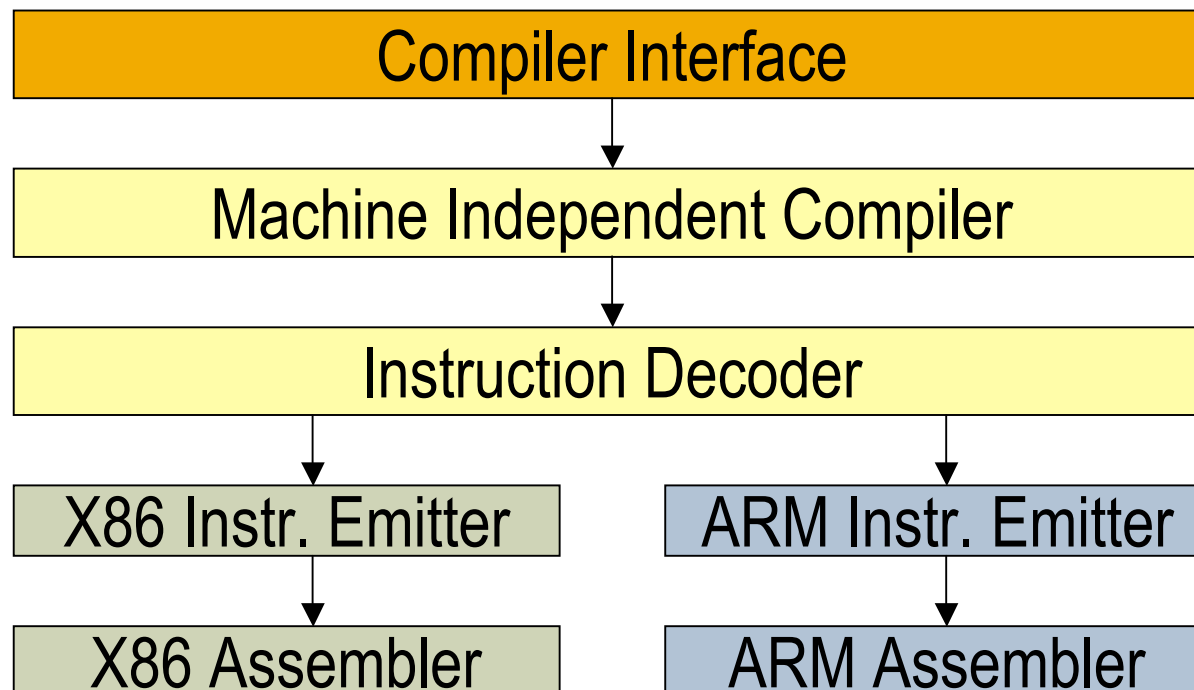 Compiler Interface
Machine Independent Compiler
Instruction Decoder
X86 Instr. Emitter
ARM Instr. Emitter
X86 Assembler
ARM Assembler